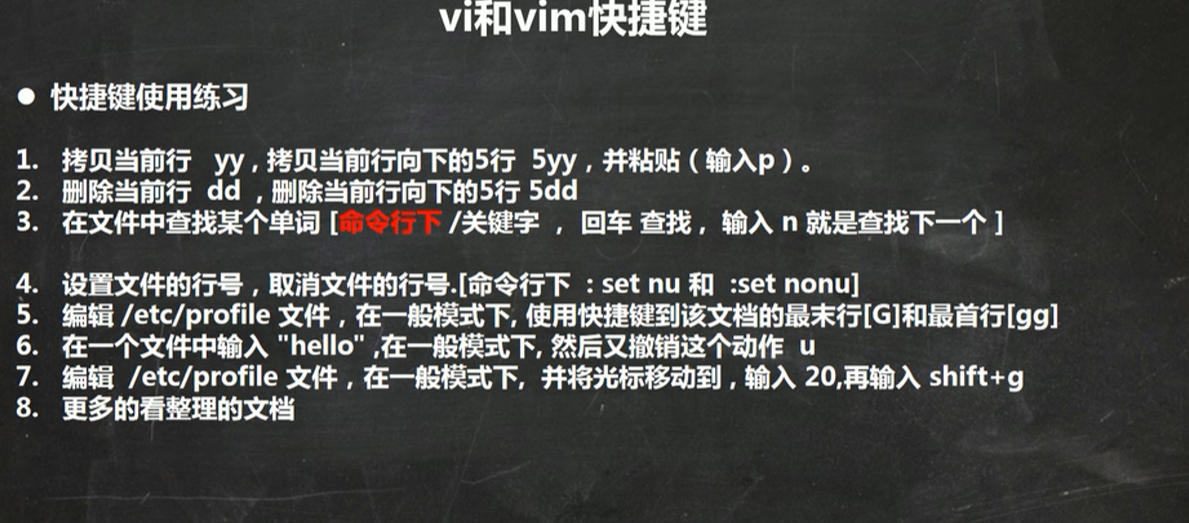 vi和vim快捷键
● 快捷键使用练习
1. 拷贝当前行 yy , 拷贝当前行向下的5行 5yy，并粘贴（输入p）。
2. 删除当前行 dd , 删除当前行向下的5行 5dd
3. 在文件中查找某个单词 [命令行下 /关键字 ， 回车 查找 , 输入 n 就是查找下一个 ]
4. 设置文件的行号，取消文件的行号.[命令行下 : set nu 和 :set nonu]
5. 编辑 /etc/profile 文件，在一般模式下, 使用快捷键到该文档的最末行[G]和最首行[gg]
6. 在一个文件中输入 "hello" ,在一般模式下, 然后又撤销这个动作 u
7. 编辑 /etc/profile 文件，在一般模式下, 并将光标移动到 , 输入 20,再输入 shift+g
8. 更多的看整理的文档